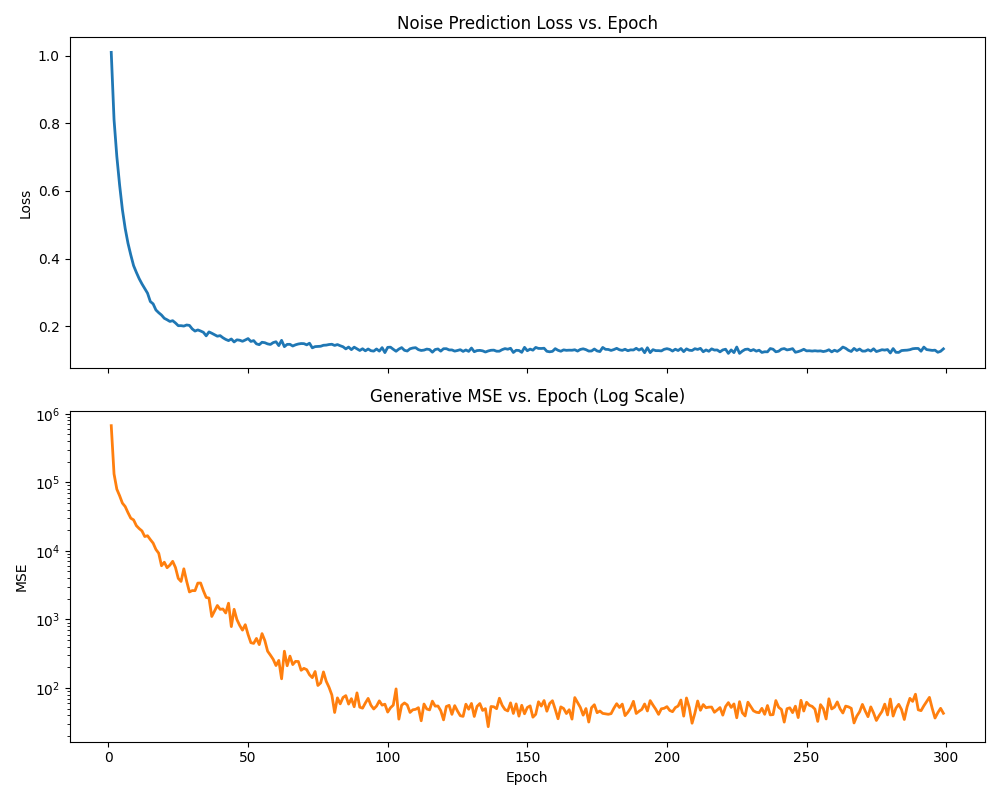 Noise Prediction Loss vs. Epoch
1.0
0.8
0.6
0.4
0.2
Loss
Generative MSE vs. Epoch (Log Scale)
10⁶
10⁵
10⁴
10³
10²
MSE
0 50 100 150 200 250 300
Epoch